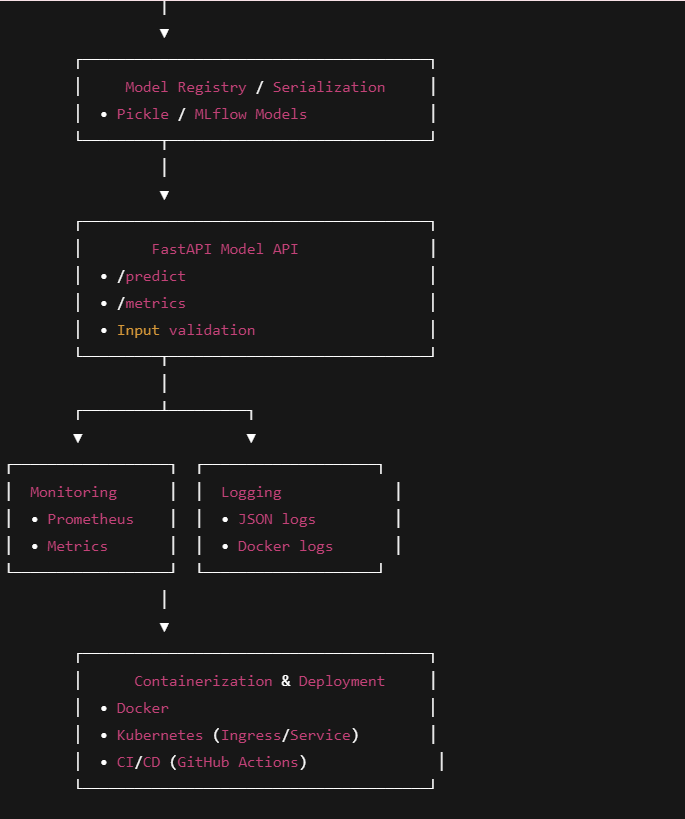 Model Registry / Serialization
• Pickle / MLflow Models
FastAPI Model API
• /predict
• /metrics
• Input validation
Monitoring
• Prometheus
• Metrics
Logging
• JSON logs
• Docker logs
Containerization & Deployment
• Docker
• Kubernetes (Ingress/Service)
• CI/CD (GitHub Actions)